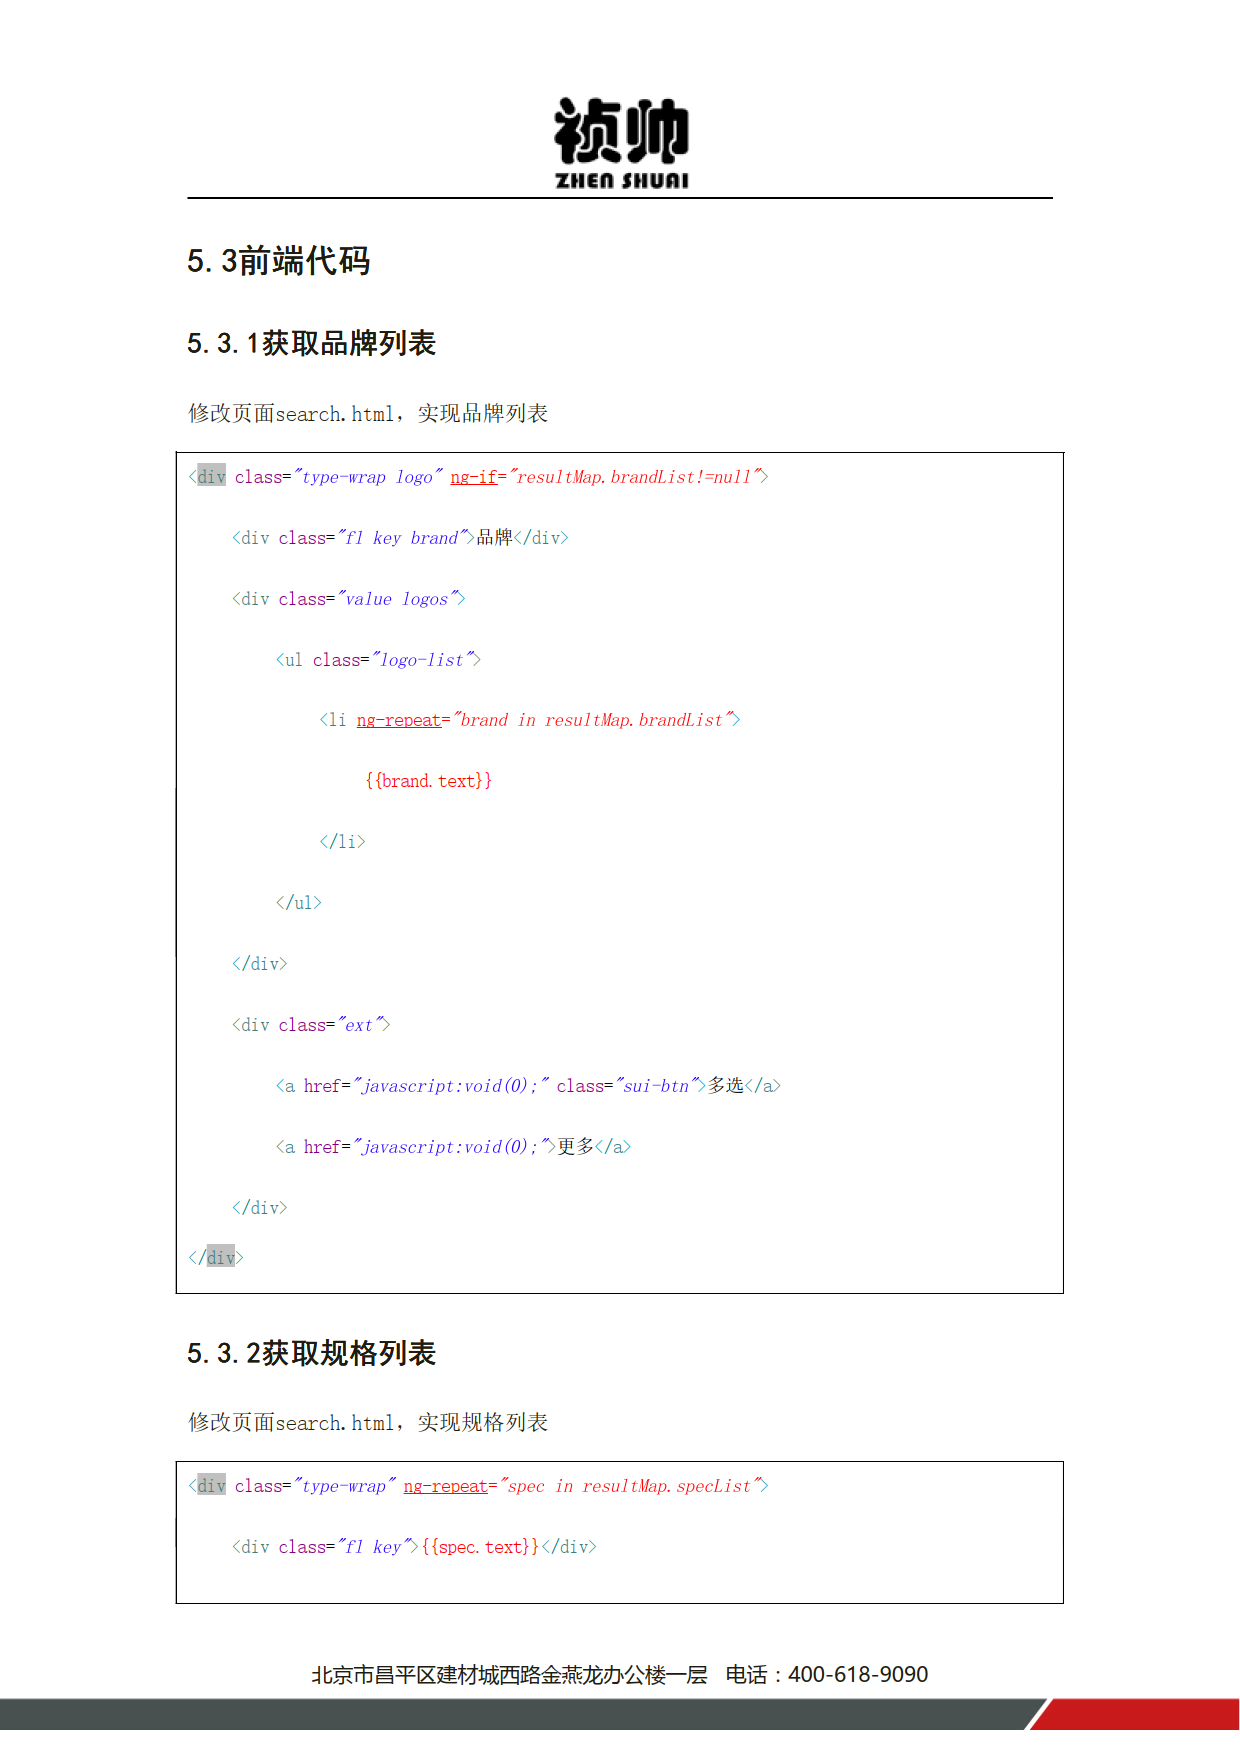 祯帅
ZHEN SHUAI
5.3前端代码
5.3.1获取品牌列表
修改页面search.html，实现品牌列表
<div class="type-wrap logo" ng-if="resultMap.brandList!=null">
<div class="fl key brand">品牌</div>
<div class="value logos">
<ul class="logo-list">
<li ng-repeat="brand in resultMap.brandList">
{{brand.text}}
</li>
</ul>
</div>
<div class="ext">
<a href="javascript:void(0);" class="sui-btn">多选</a>
<a href="javascript:void(0);">更多</a>
</div>
</div>
5.3.2获取规格列表
修改页面search.html，实现规格列表
<div class="type-wrap" ng-repeat="spec in resultMap.specList">
<div class="fl key">{{spec.text}}</div>
北京市昌平区建材城西路金燕龙办公楼一层 电话：400-618-9090